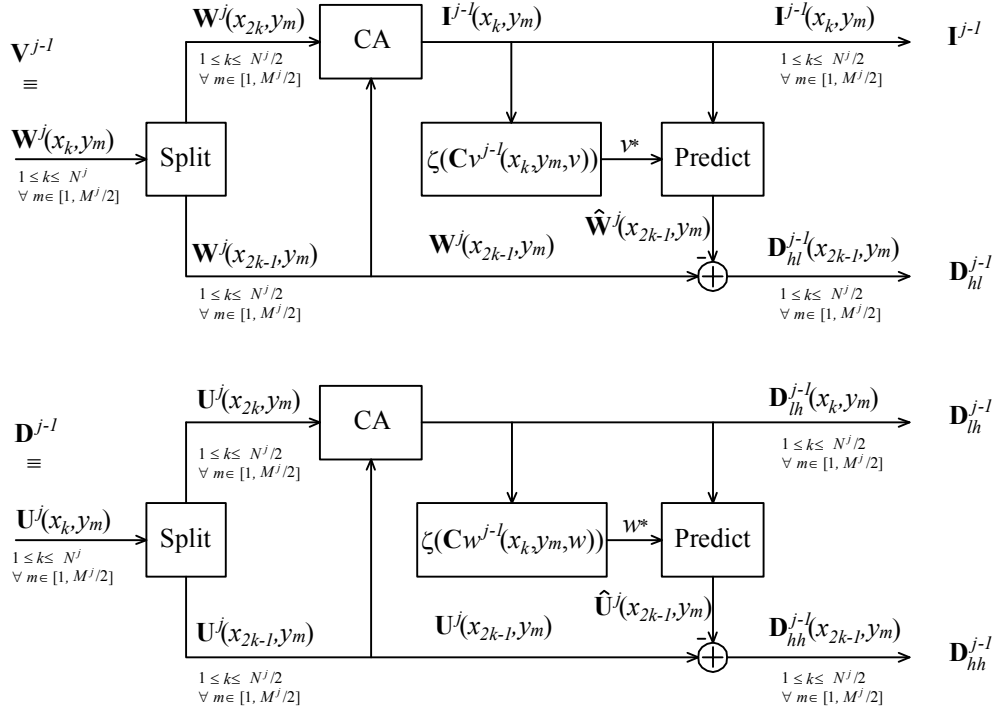 W^j(x_{2k},y_m)
I^{j-1}(x_k,y_m)
I^{j-1}(x_k,y_m)
I^{j-1}
V^{j-1}
≡
CA
1 ≤ k ≤ N^j/2
∀ m ∈ [1, M^j/2]
1 ≤ k ≤ N^j/2
∀ m ∈ [1, M^j/2]
W^j(x_k,y_m)
Split
ζ(Cv^{j-1}(x_k,y_m,v))
v*
Predict
1 ≤ k ≤ N^j
∀ m ∈ [1, M^j/2]
Ŵ^j(x_{2k-1},y_m)
W^j(x_{2k-1},y_m)
W^j(x_{2k-1},y_m)
-
+
D_{hl}^{j-1}(x_{2k-1},y_m)
D_{hl}^{j-1}
1 ≤ k ≤ N^j/2
∀ m ∈ [1, M^j/2]
1 ≤ k ≤ N^j/2
∀ m ∈ [1, M^j/2]
U^j(x_{2k},y_m)
D_{lh}^{j-1}(x_k,y_m)
D_{lh}^{j-1}
D^{j-1}
≡
CA
1 ≤ k ≤ N^j/2
∀ m ∈ [1, M^j/2]
1 ≤ k ≤ N^j/2
∀ m ∈ [1, M^j/2]
U^j(x_k,y_m)
Split
ζ(Cw^{j-1}(x_k,y_m,w))
w*
Predict
1 ≤ k ≤ N^j
∀ m ∈ [1, M^j/2]
Û^j(x_{2k-1},y_m)
U^j(x_{2k-1},y_m)
U^j(x_{2k-1},y_m)
-
+
D_{hh}^{j-1}(x_{2k-1},y_m)
D_{hh}^{j-1}
1 ≤ k ≤ N^j/2
∀ m ∈ [1, M^j/2]
1 ≤ k ≤ N^j/2
∀ m ∈ [1, M^j/2]